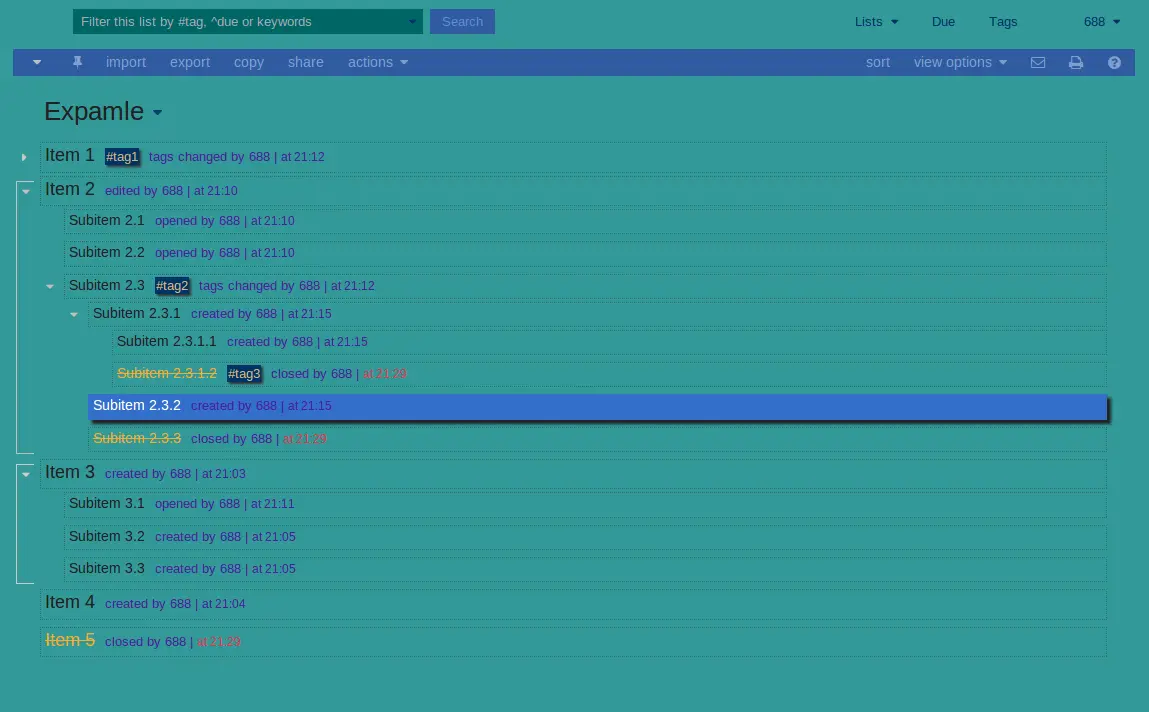 Filter this list by #tag, ^due or keywords Search Lists Due Tags 688
import export copy share actions sort view options
Expamle
Item 1 #tag1 tags changed by 688 | at 21:12
Item 2 edited by 688 | at 21:10
Subitem 2.1 opened by 688 | at 21:10
Subitem 2.2 opened by 688 | at 21:10
Subitem 2.3 #tag2 tags changed by 688 | at 21:12
Subitem 2.3.1 created by 688 | at 21:15
Subitem 2.3.1.1 created by 688 | at 21:15
Subitem 2.3.1.2 #tag3 closed by 688 | at 21:29
Subitem 2.3.2 created by 688 | at 21:15
Subitem 2.3.3 closed by 688 | at 21:29
Item 3 created by 688 | at 21:03
Subitem 3.1 opened by 688 | at 21:11
Subitem 3.2 created by 688 | at 21:05
Subitem 3.3 created by 688 | at 21:05
Item 4 created by 688 | at 21:04
Item 5 closed by 688 | at 21:29